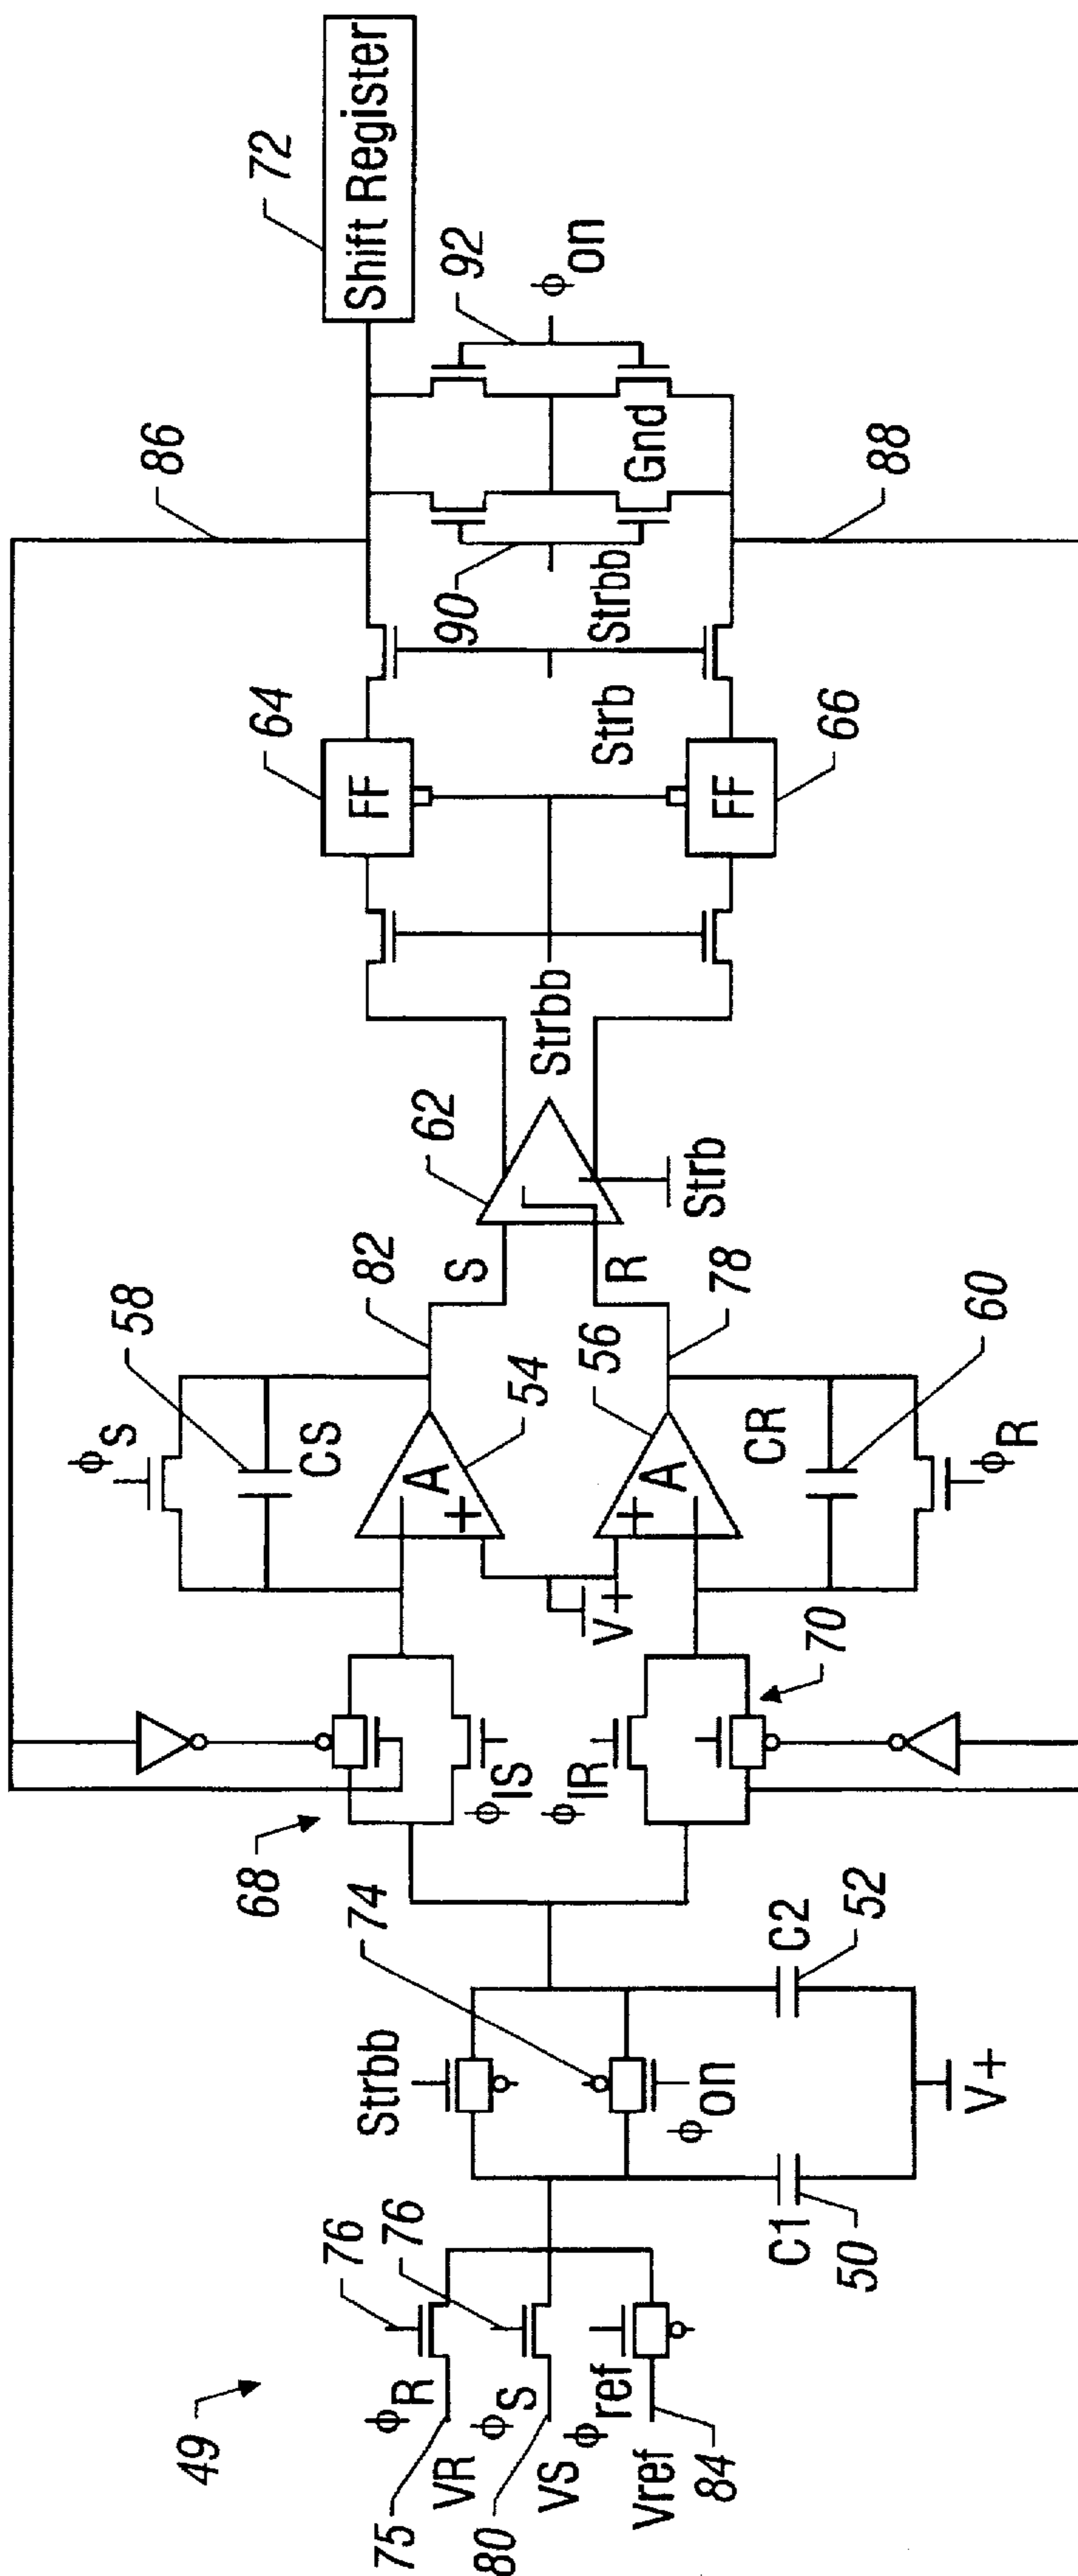 49
75
ϕR
76
VR
80
ϕS
76
VS
ϕref
Vref
84
C1
50
Strbb
74
ϕon
V+
C2
52
68
ϕIS
ϕIR
70
ϕS
58
CS
A
+
54
V+
+
A
56
CR
60
ϕR
82
S
R
78
62
Strb
Strbb
64
FF
FF
66
Strb
Strbb
90
Gnd
86
88
92
ϕon
72
Shift Register